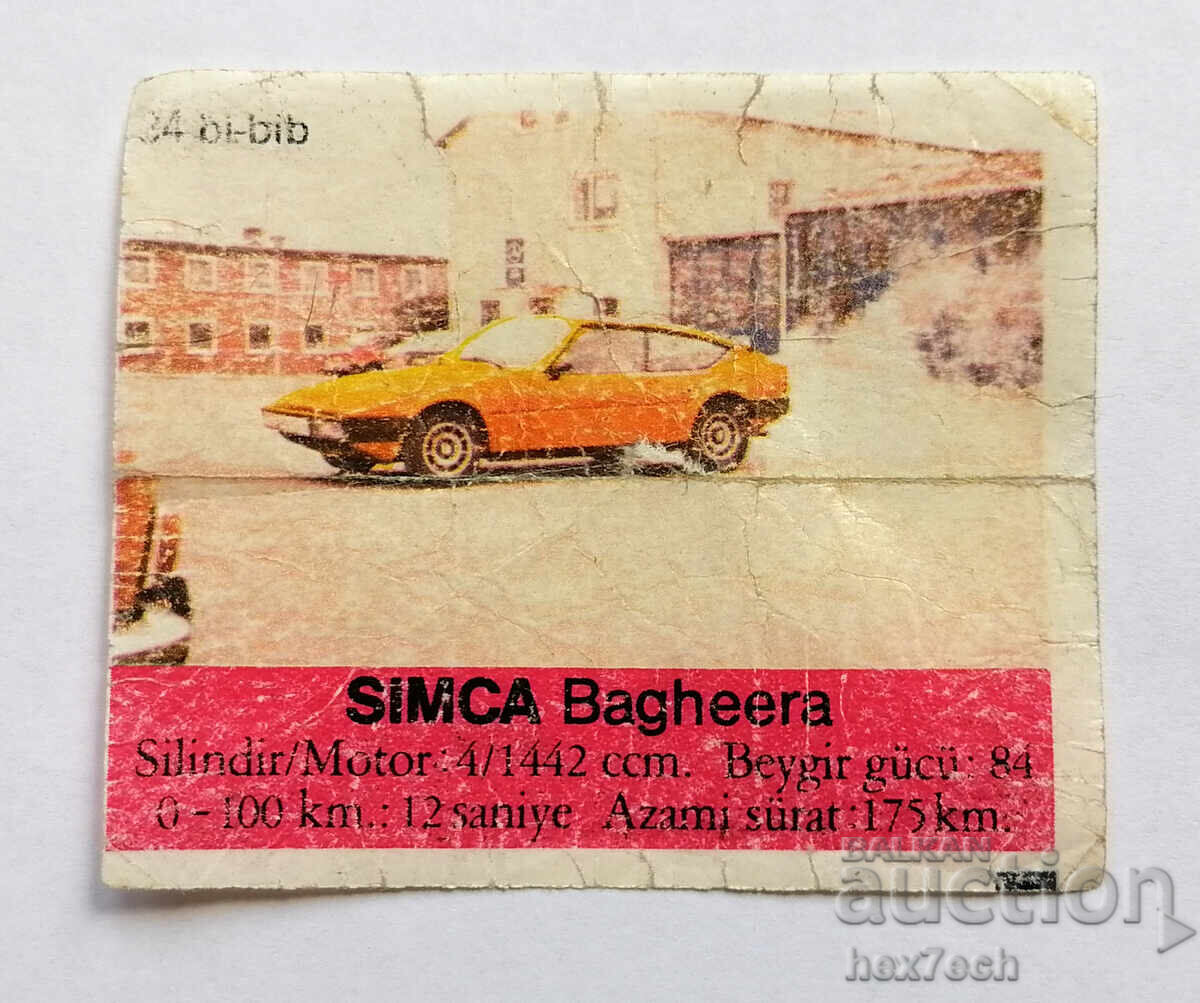 34 bi-bib
SiMCA Bagheera
Silindir/Motor: 4/1442 ccm. Beygir gücü: 84
0-100 km.: 12 saniye Azami sürat: 175 km.
BALKAN
auction
hex7ech